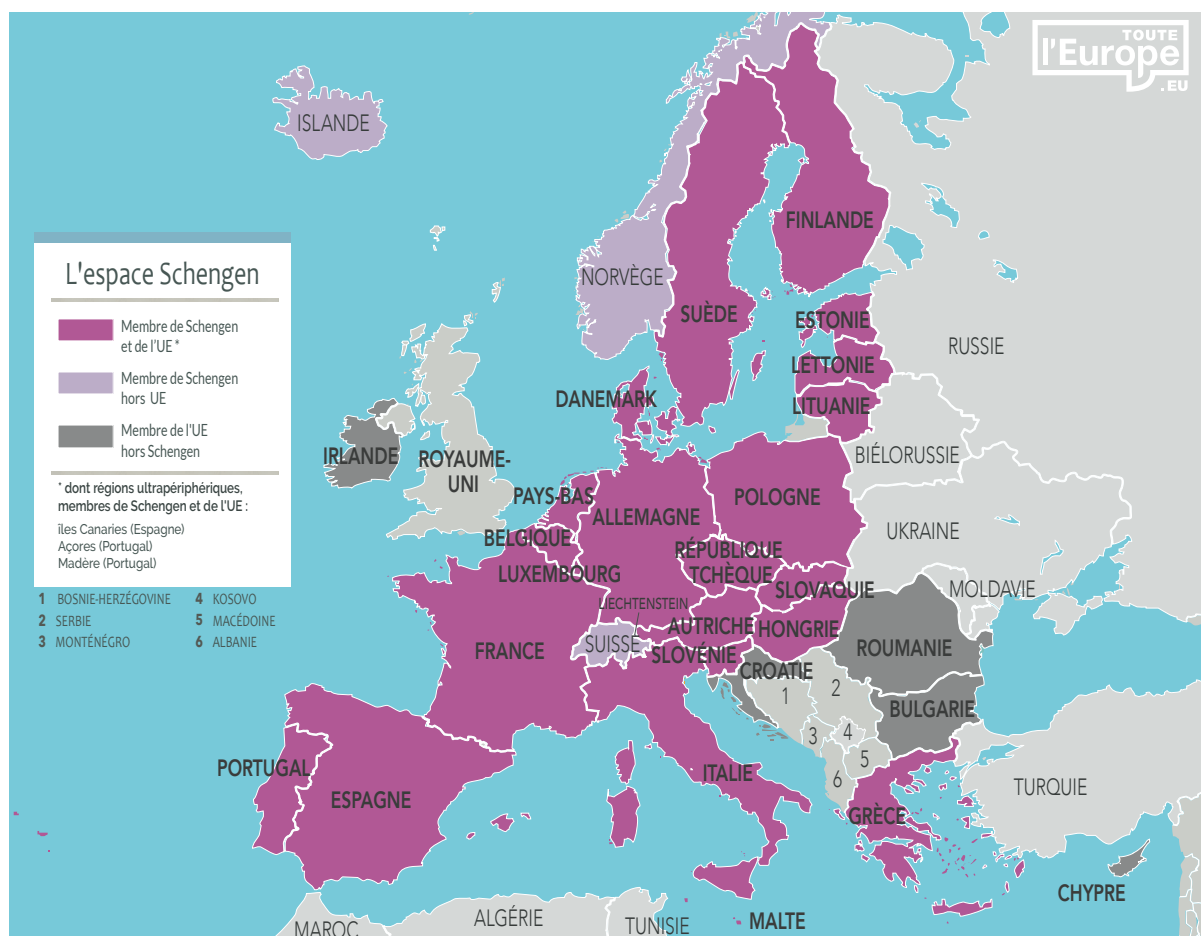 TOUTE
l'Europe
.EU
ISLANDE
FINLANDE
NORVÈGE
SUÈDE
ESTONIE
RUSSIE
LETTONIE
DANEMARK
LITUANIE
L'espace Schengen
Membre de Schengen
et de l'UE *
Membre de Schengen
hors UE
Membre de l'UE
hors Schengen
* dont régions ultrapériphériques,
membres de Schengen et de l'UE :
îles Canaries (Espagne)
Açores (Portugal)
Madère (Portugal)
1 BOSNIE-HERZÉGOVINE
2 SERBIE
3 MONTÉNÉGRO
4 KOSOVO
5 MACÉDOINE
6 ALBANIE
IRLANDE
ROYAUME-
UNI
BIÉLORUSSIE
PAYS-BAS
POLOGNE
ALLEMAGNE
UKRAINE
BELGIQUE
RÉPUBLIQUE
TCHÈQUE
LUXEMBOURG
SLOVAQUIE
MOLDAVIE
LIECHTENSTEIN
AUTRICHE
HONGRIE
SUISSE
FRANCE
SLOVÉNIE
ROUMANIE
CROATIE
1
2
BULGARIE
3
4
5
6
PORTUGAL
ESPAGNE
ITALIE
GRÈCE
TURQUIE
CHYPRE
MALTE
MAROC
ALGÉRIE
TUNISIE